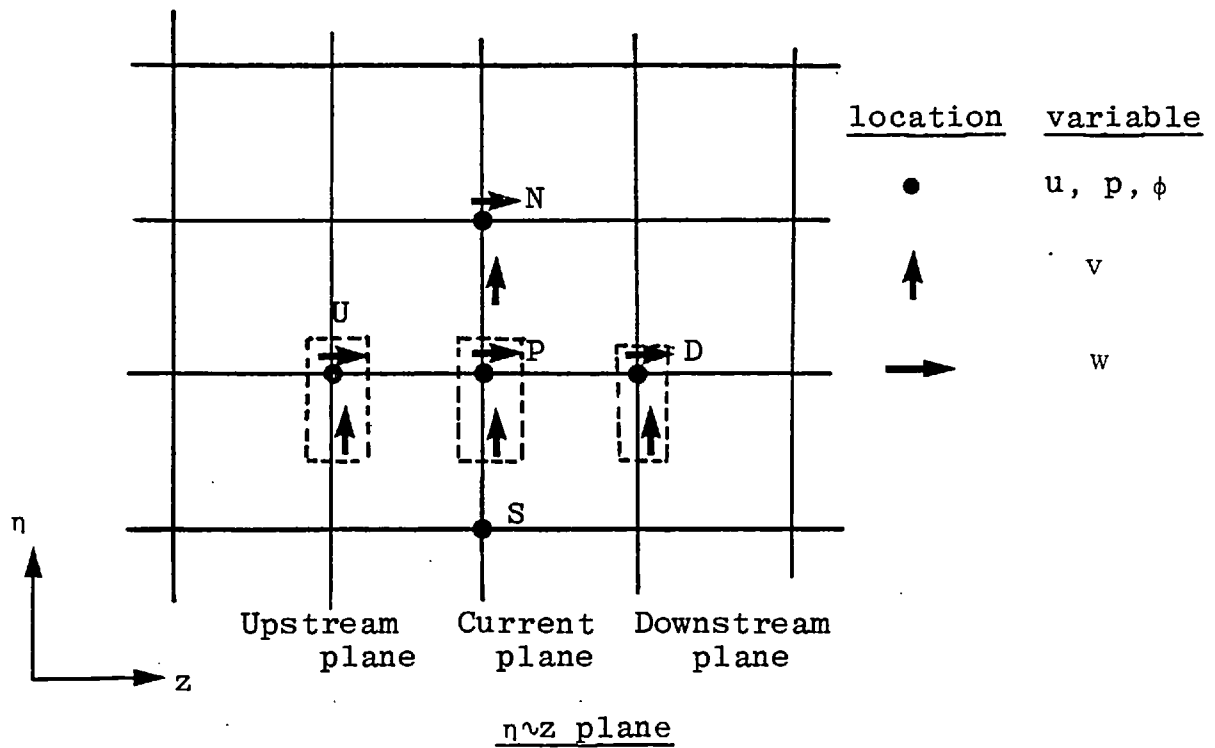 location variable
u, p, φ
v
w
N
U
P
D
S
η
z
Upstream plane
Current plane
Downstream plane
η~z plane